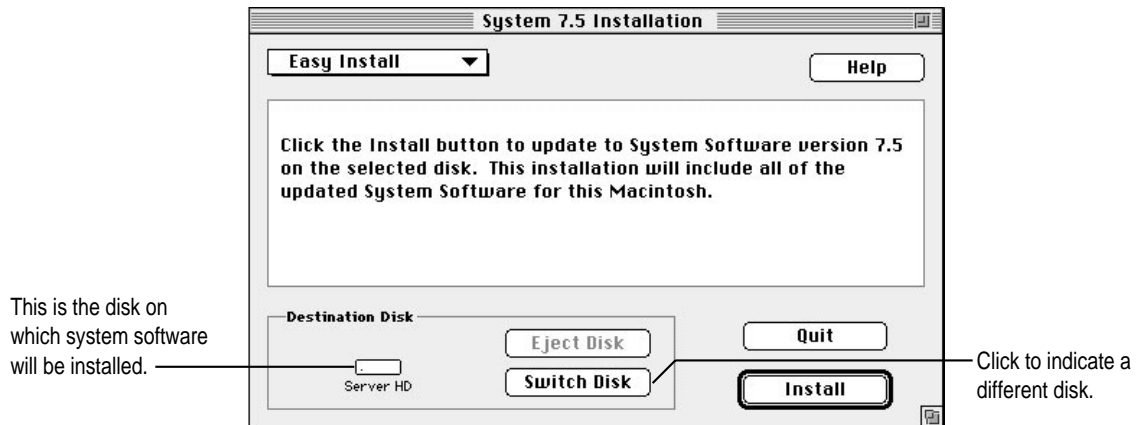 System 7.5 Installation
Easy Install
Help
Click the Install button to update to System Software version 7.5
on the selected disk. This installation will include all of the
updated System Software for this Macintosh.
This is the disk on
which system software
will be installed.
Destination Disk
Eject Disk
Server HD
Switch Disk
Quit
Install
Click to indicate a
different disk.